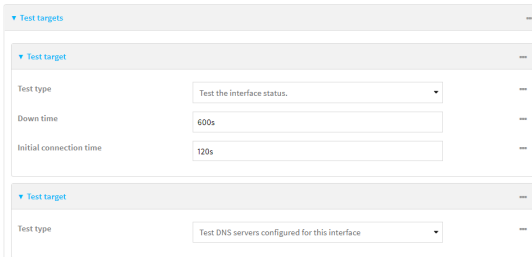 Test targets
Test target
Test type Test the interface status.
Down time 600s
Initial connection time 120s
Test target
Test type Test DNS servers configured for this interface